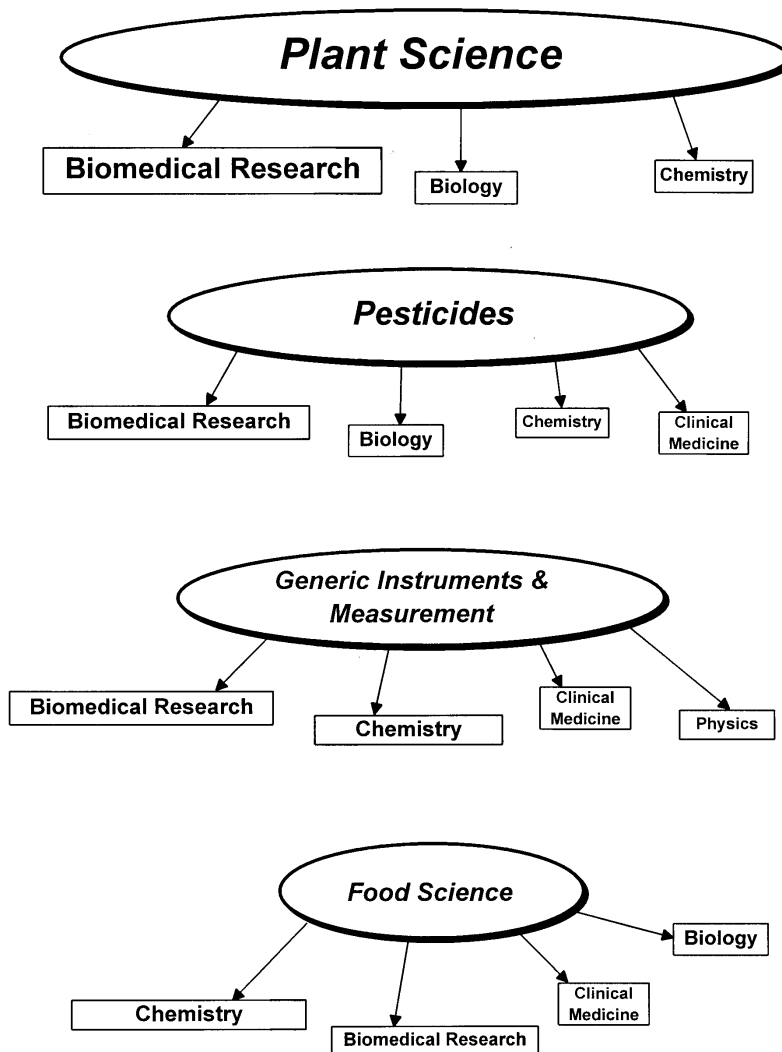 Plant Science
Biomedical Research
Biology
Chemistry
Pesticides
Biomedical Research
Biology
Chemistry
Clinical
Medicine
Generic Instruments &
Measurement
Biomedical Research
Chemistry
Clinical
Medicine
Physics
Food Science
Biology
Chemistry
Biomedical Research
Clinical
Medicine